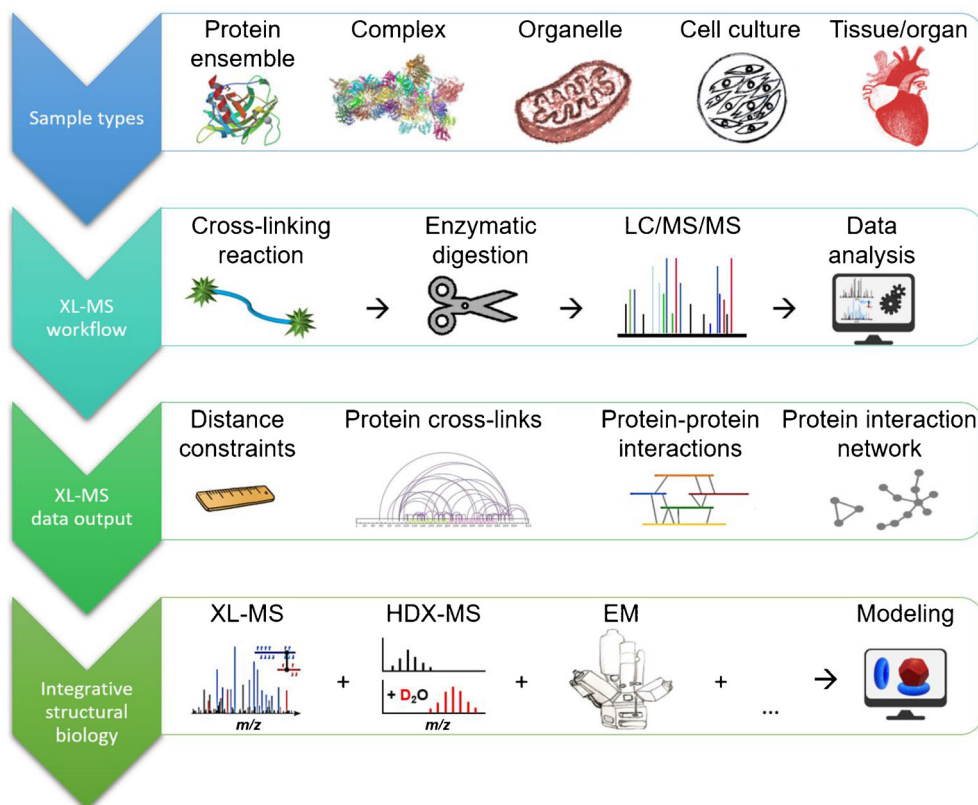 Sample types
Protein
ensemble
Complex
Organelle
Cell culture
Tissue/organ
XL-MS
workflow
Cross-linking
reaction
→
Enzymatic
digestion
→
LC/MS/MS
→
Data
analysis
XL-MS
data output
Distance
constraints
Protein cross-links
Protein-protein
interactions
Protein interaction
network
Integrative
structural
biology
XL-MS
m/z
+
HDX-MS
+ D₂O
m/z
+
EM
+
...
→
Modeling